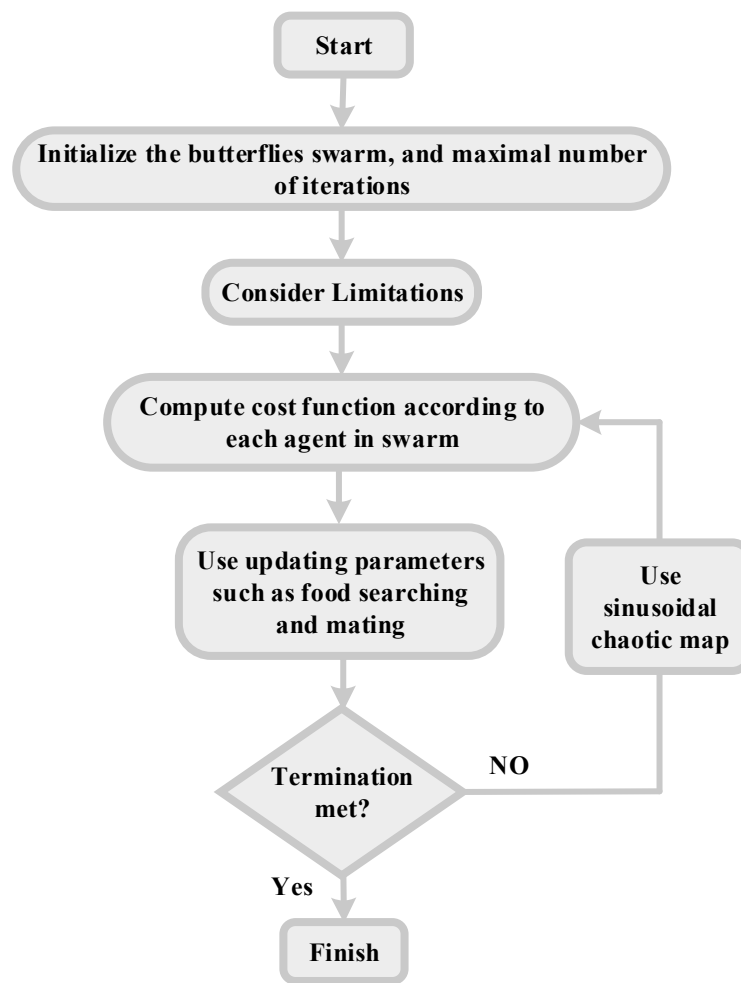 Start
Initialize the butterflies swarm, and maximal number
of iterations
Consider Limitations
Compute cost function according to
each agent in swarm
Use updating parameters
such as food searching
and mating
Use
sinusoidal
chaotic map
Termination
met?
NO
Yes
Finish